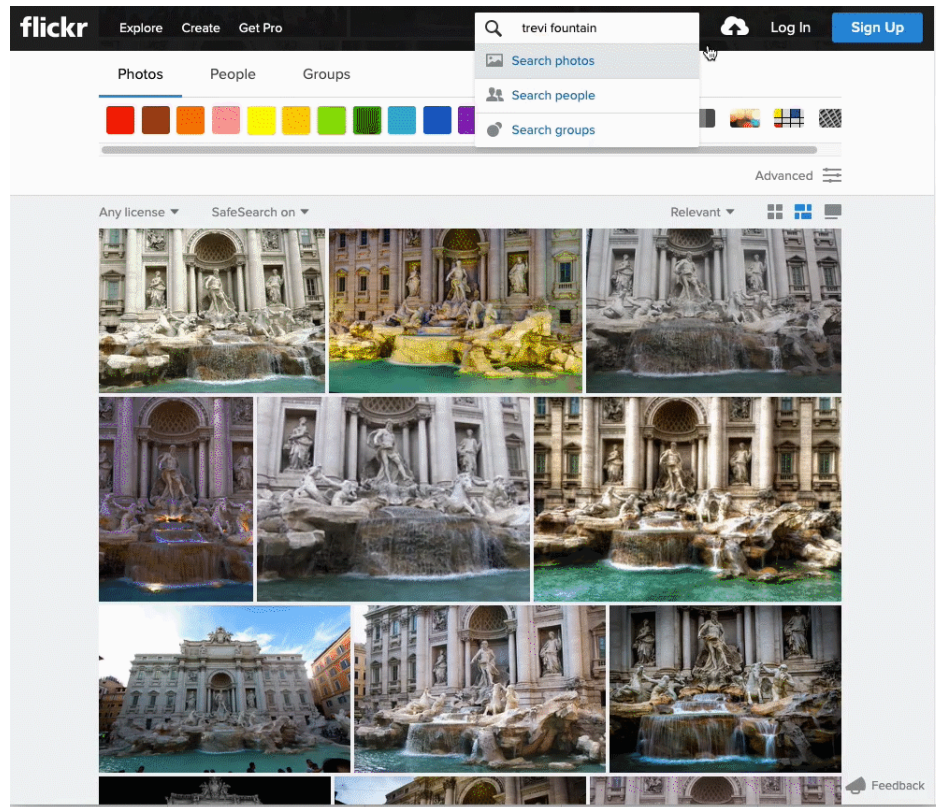 flickr Explore Create Get Pro trevi fountain Log In Sign Up
Search photos
Photos People Groups
Search people
Search groups
Advanced
Any license SafeSearch on Relevant
Feedback